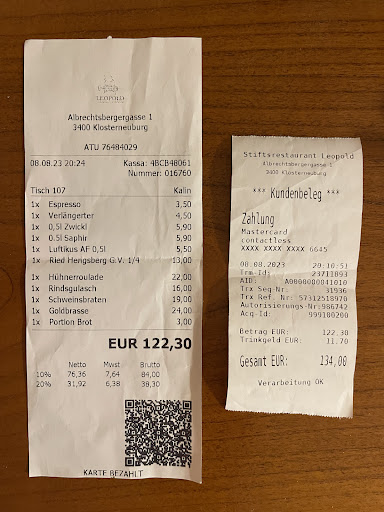 LEOPOLD
Albrechtsbergergasse 1
3400 Klosterneuburg
ATU 76484029
08.08.23 20:24 Kassa: 4BCB48061
Nummer: 016760
Tisch 107 Kalin
1x Espresso 3,50
1x Verlängerter 4,50
1x 0,5l Zwickl 5,90
1x 0,5l Saphir 5,90
1x Luftikus AF 0,5l 5,50
1x Ried Hengsberg G.V. 1/4 13,00
1x Hühnerroulade 22,00
1x Rindsgulasch 16,00
1x Schweinsbraten 19,00
1x Goldbrasse 24,00
1x Portion Brot 3,00
EUR 122,30
Netto Mwst Brutto
10% 76,36 7,64 84,00
20% 31,92 6,38 38,30
KARTE BEZAHLT
Stiftsrestaurant Leopold
Albrechtsbergergasse 1
3400 Klosterneuburg
*** Kundenbeleg ***
Zahlung
Mastercard
contactless
XXXX XXXX XXXX 6645
08.08.2023 20:10:51
Trm-Id: 23711893
AID: A0000000041010
Trx Seq-Nr: 31936
Trx Ref. Nr: 57312518970
Autorisierungs-Nr: 986742
Acq-Id: 999100200
Betrag EUR: 122.30
Trinkgeld EUR: 11.70
Gesamt EUR: 134,00
Verarbeitung OK